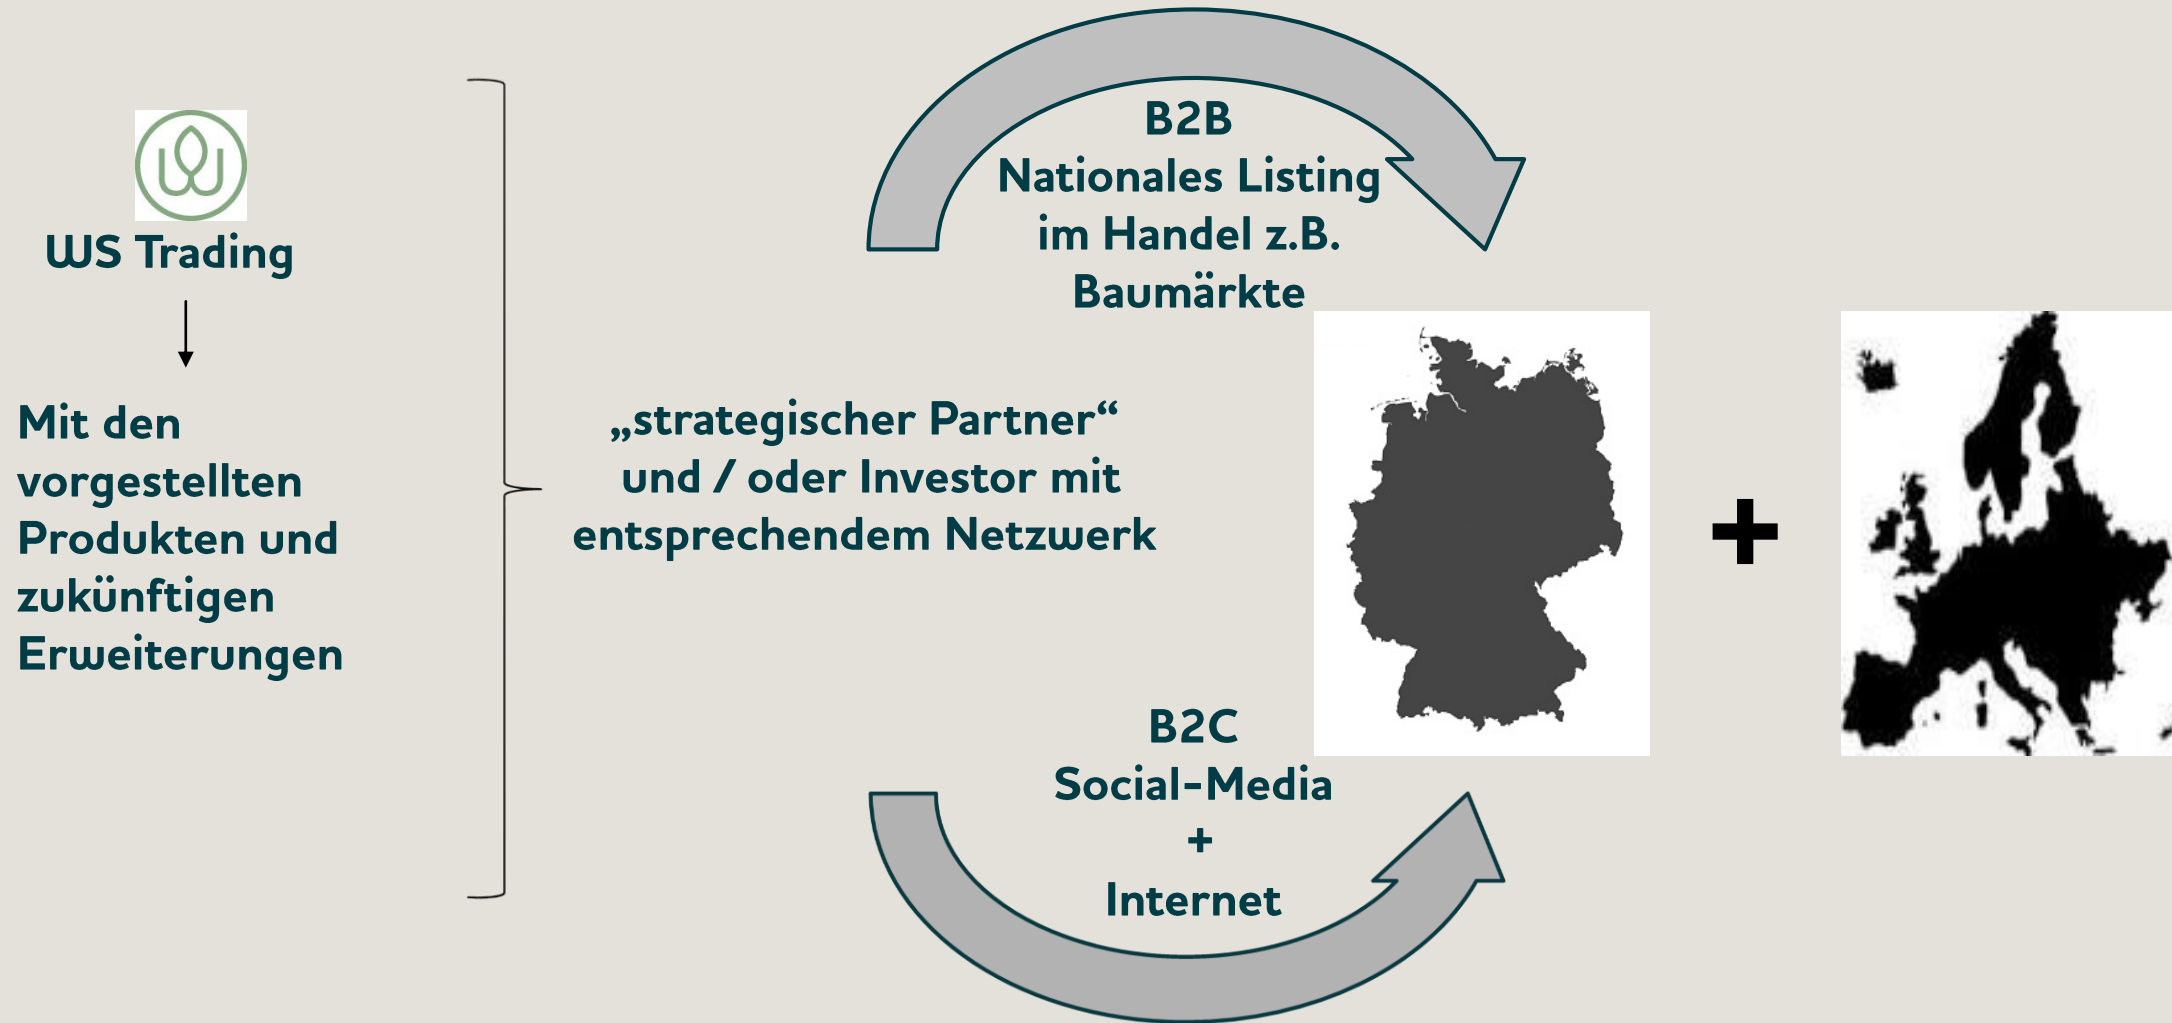 WS Trading
Mit den
vorgestellten
Produkten und
zukünftigen
Erweiterungen
„strategischer Partner“
und / oder Investor mit
entsprechendem Netzwerk
B2B
Nationales Listing
im Handel z.B.
Baumärkte
+
B2C
Social-Media
+
Internet